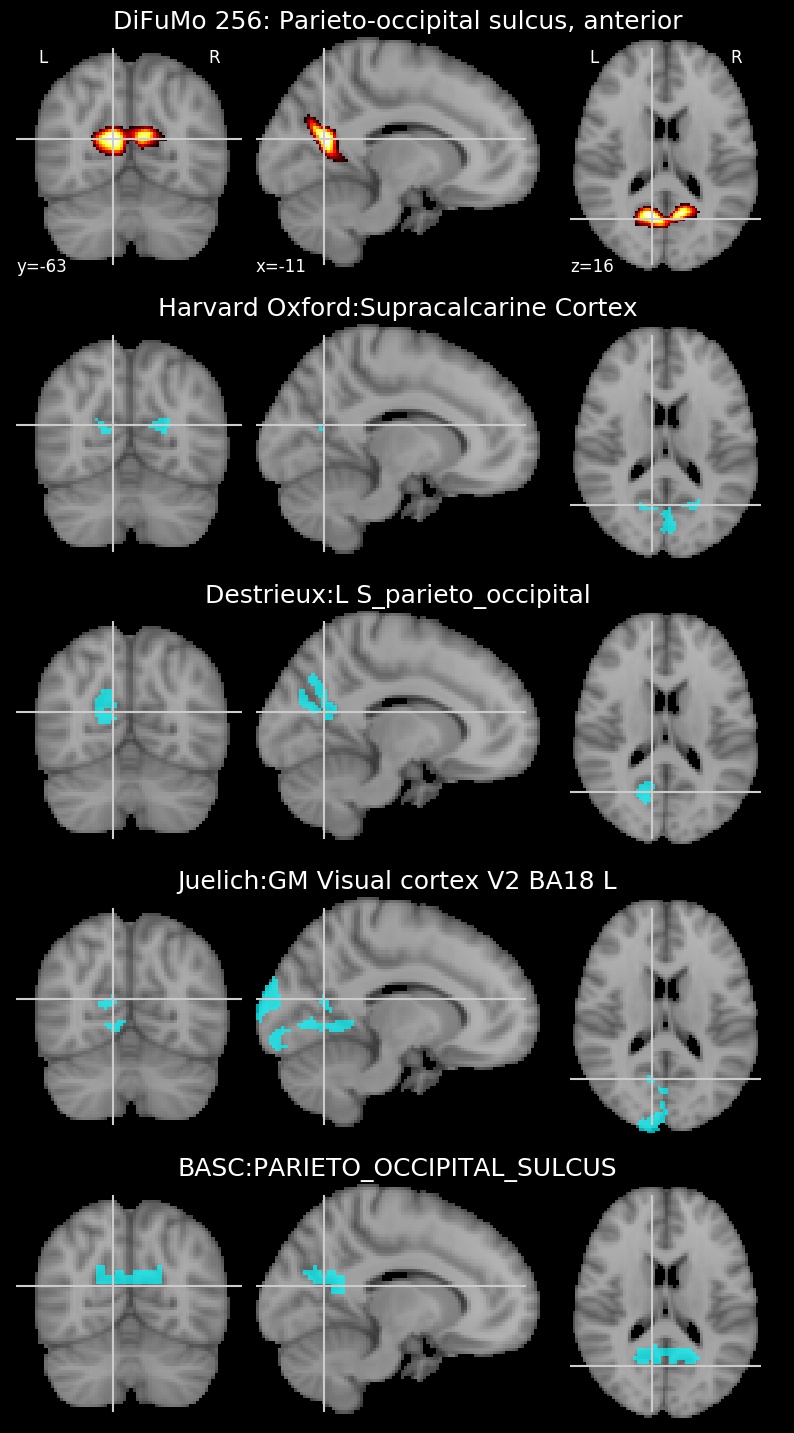 DiFuMo 256: Parieto-occipital sulcus, anterior
L R L R
y=-63 x=-11 z=16
Harvard Oxford:Supracalcarine Cortex
Destrieux:L S_parieto_occipital
Juelich:GM Visual cortex V2 BA18 L
BASC:PARIETO_OCCIPITAL_SULCUS